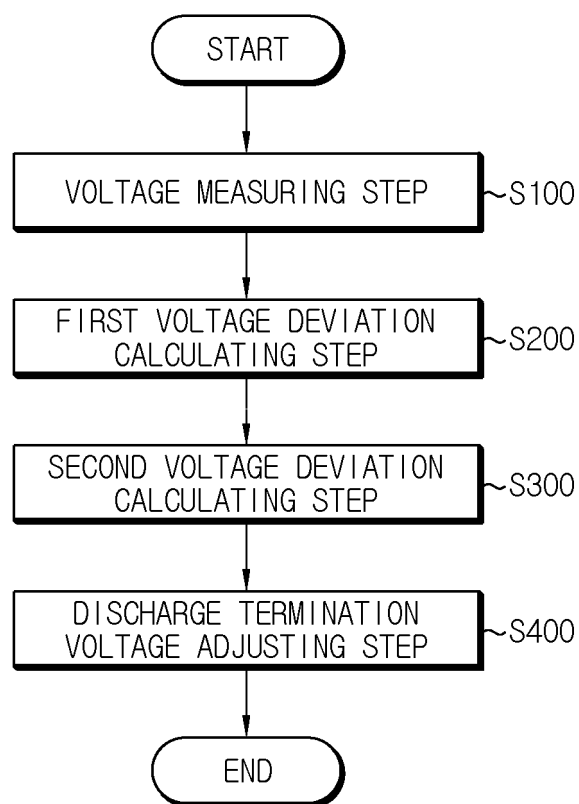 START
VOLTAGE MEASURING STEP
S100
FIRST VOLTAGE DEVIATION
CALCULATING STEP
S200
SECOND VOLTAGE DEVIATION
CALCULATING STEP
S300
DISCHARGE TERMINATION
VOLTAGE ADJUSTING STEP
S400
END